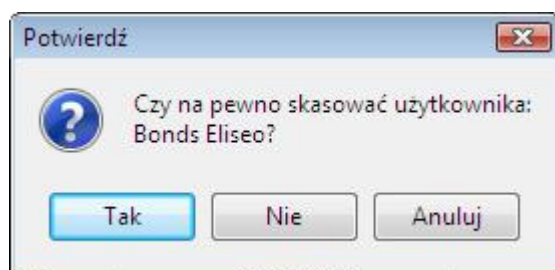 Potwierdź
Czy na pewno skasować użytkownika:
Bonds Eliseo?
Tak
Nie
Anuluj